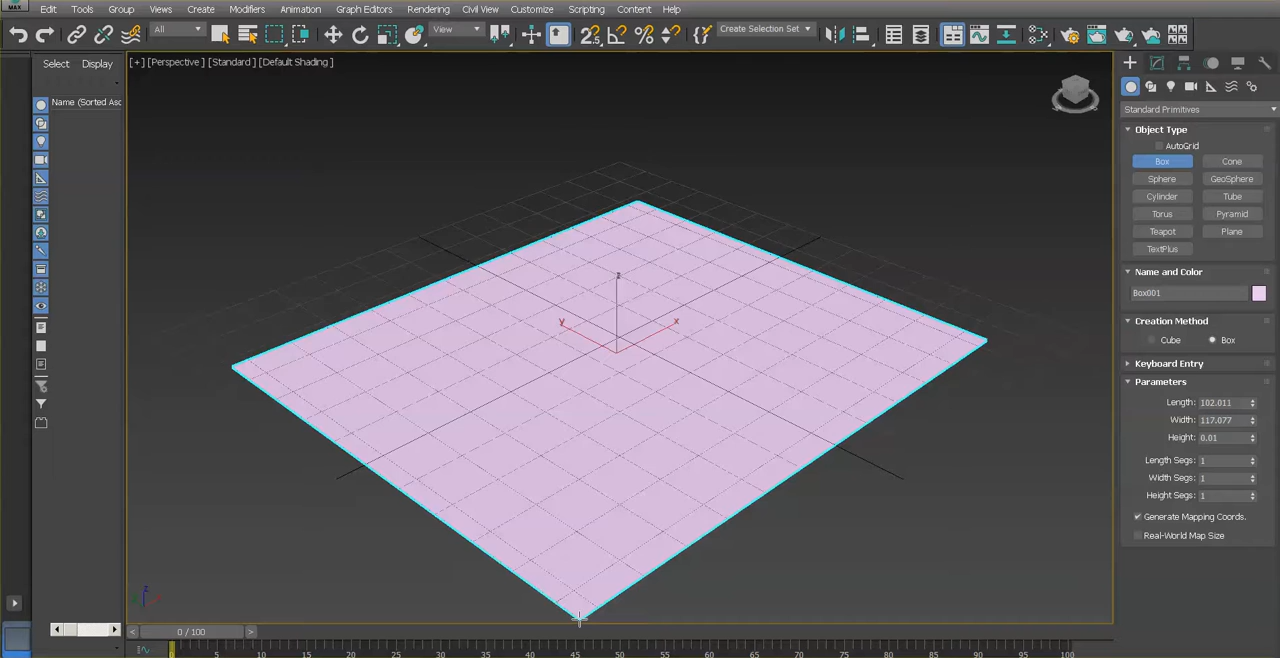 MAX
Edit Tools Group Views Create Modifiers Animation Graph Editors Rendering Civil View Customize Scripting Content Help
All View Create Selection Set
Select Display
[+] [Perspective ] [Standard ] [Default Shading ]
Name (Sorted Asc
Standard Primitives
Object Type
AutoGrid
Box Cone
Sphere GeoSphere
Cylinder Tube
Torus Pyramid
Teapot Plane
TextPlus
Name and Color
Box001
Creation Method
Cube Box
Keyboard Entry
Parameters
Length: 102.011
Width: 117.077
Height: 0.01
Length Segs: 1
Width Segs: 1
Height Segs: 1
Generate Mapping Coords.
Real-World Map Size
z
y x
z
0 / 100
0 5 10 15 20 25 30 35 40 45 50 55 60 65 70 75 80 85 90 95 100